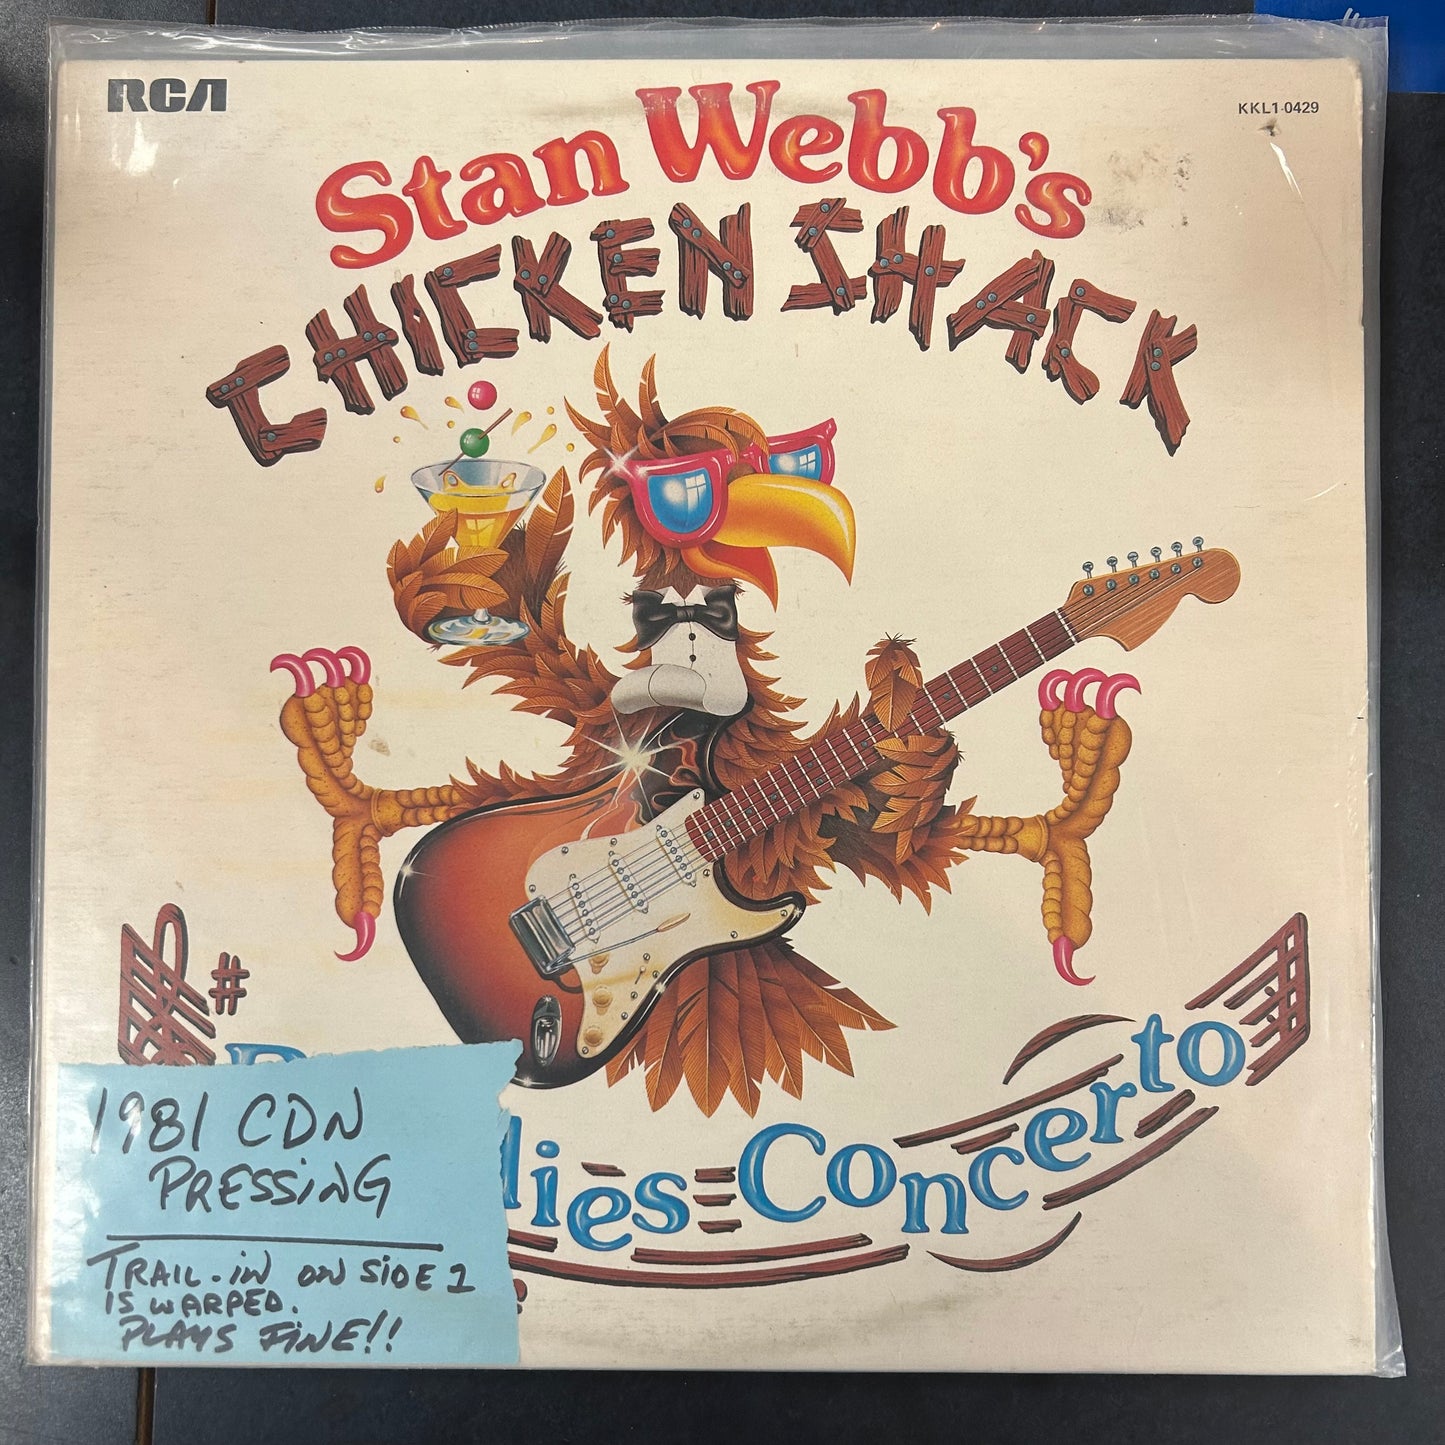 RCA
KKL1-0429
Stan Webb's
CHICKEN SHACK
#
lies Concerto
1981 CDN
PRESSING
TRAIL-IN ON SIDE 1
IS WARPED.
PLAYS FINE!!